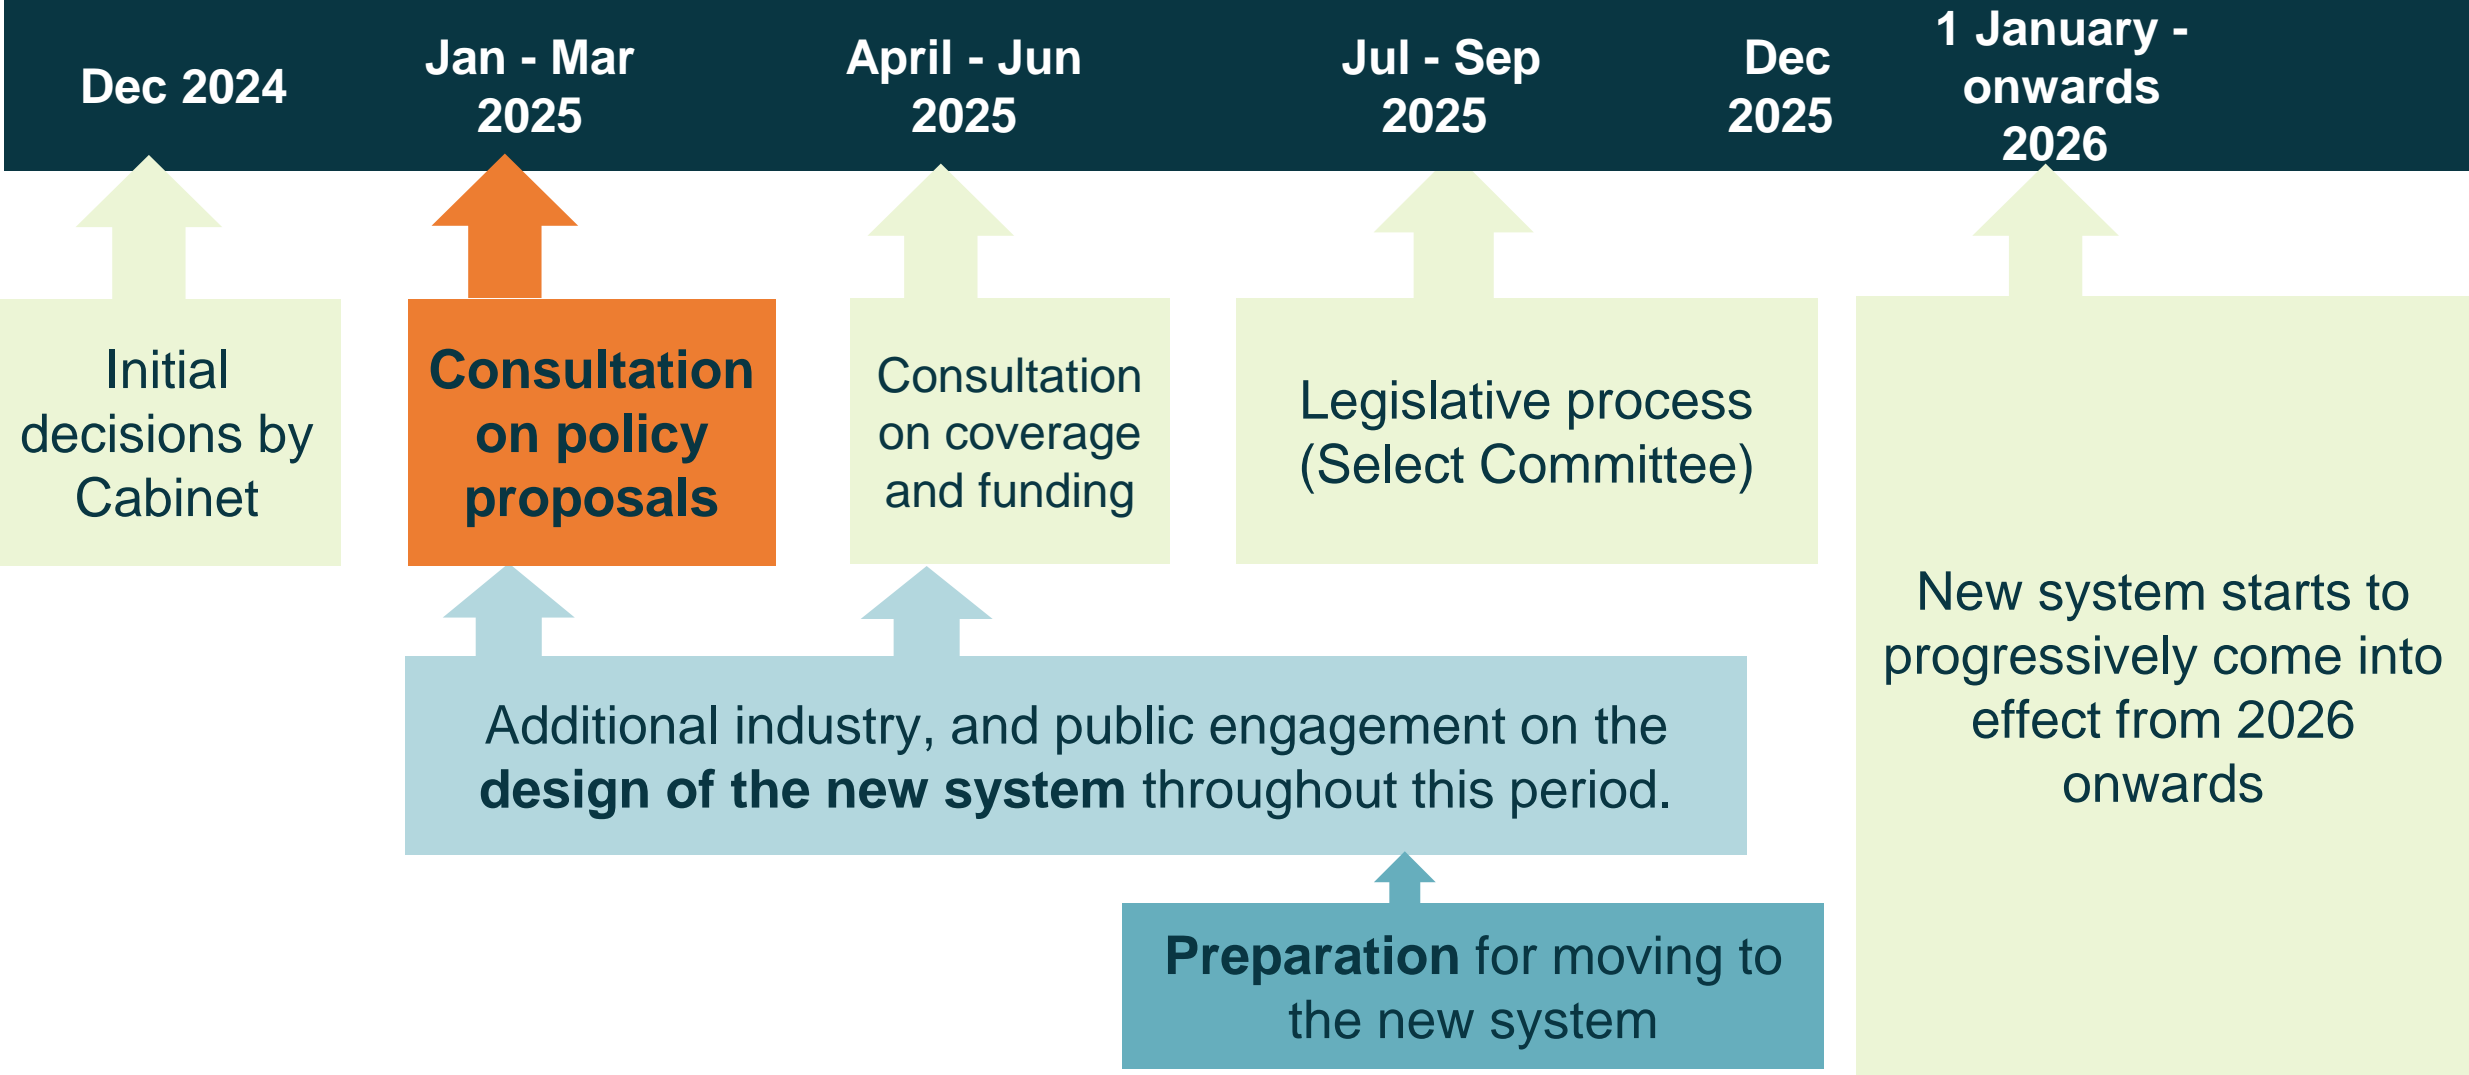 Dec 2024
Jan - Mar
2025
April - Jun
2025
Jul - Sep
2025
Dec
2025
1 January -
onwards
2026
Initial
decisions by
Cabinet
Consultation
on policy
proposals
Consultation
on coverage
and funding
Legislative process
(Select Committee)
New system starts to
progressively come into
effect from 2026
onwards
Additional industry, and public engagement on the
design of the new system throughout this period.
Preparation for moving to
the new system